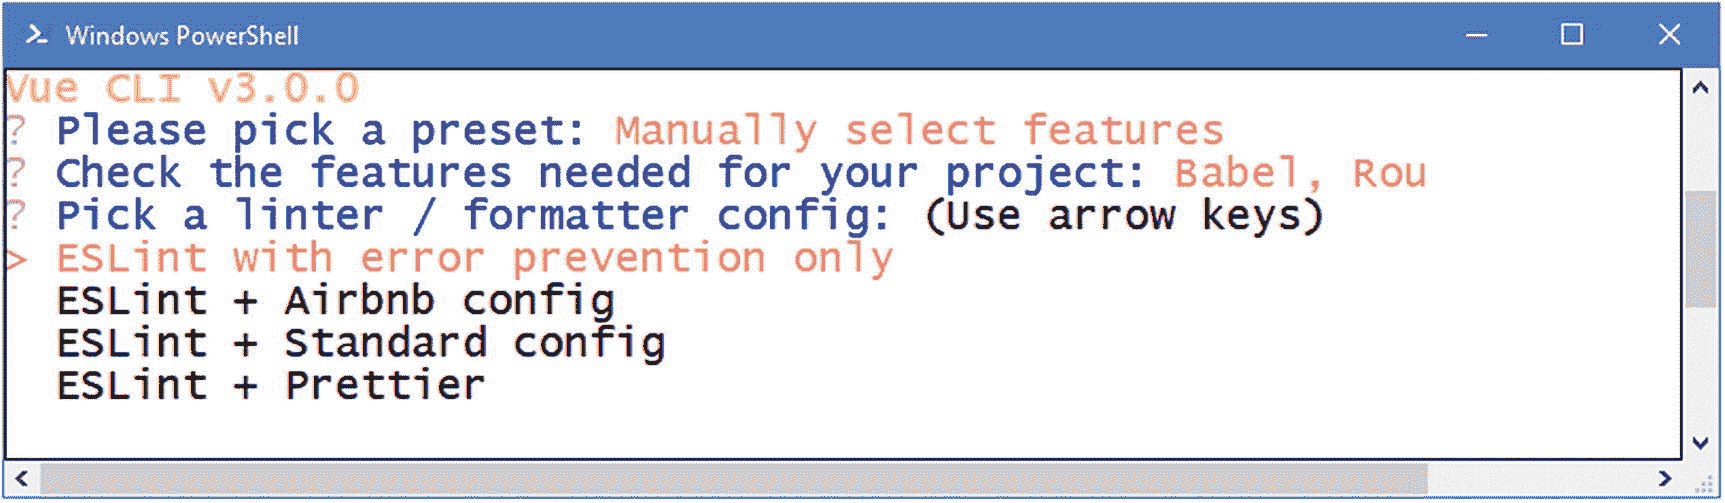 Windows PowerShell
Vue CLI v3.0.0
? Please pick a preset: Manually select features
? Check the features needed for your project: Babel, Rou
? Pick a linter / formatter config: (Use arrow keys)
> ESLint with error prevention only
ESLint + Airbnb config
ESLint + Standard config
ESLint + Prettier